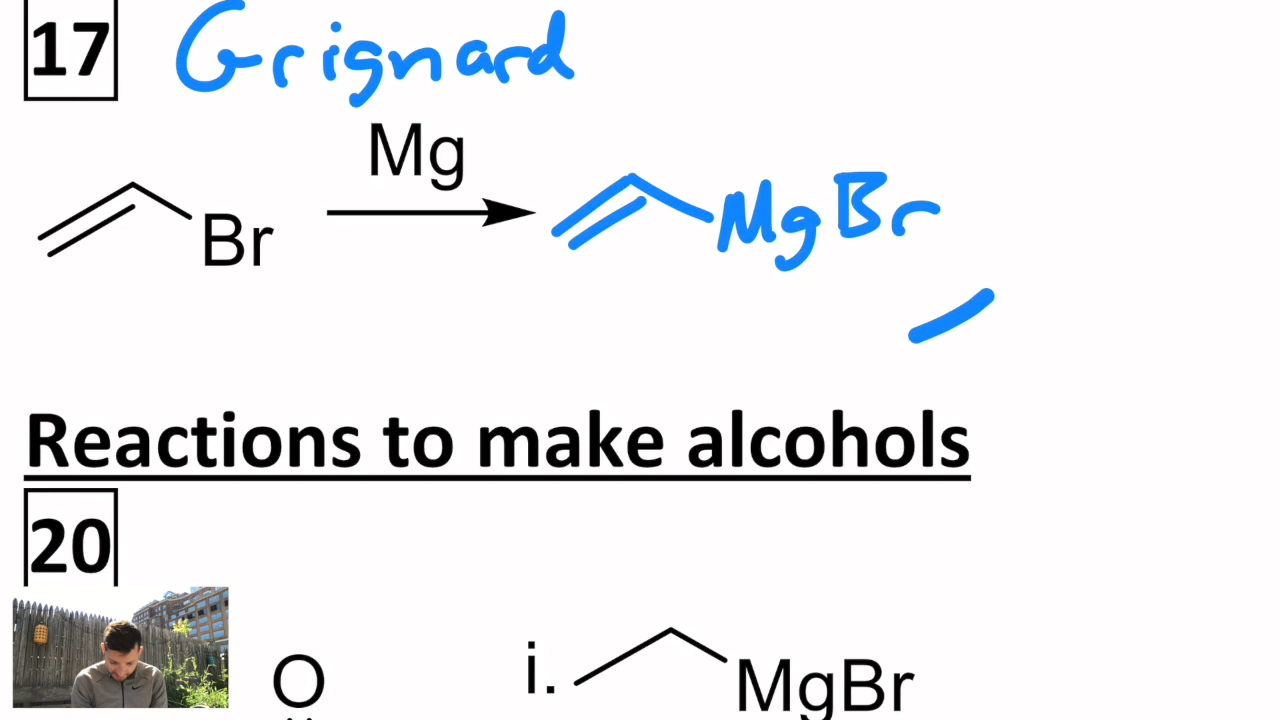 17 Grignard
Mg
Br MgBr
Reactions to make alcohols
20
O i. MgBr